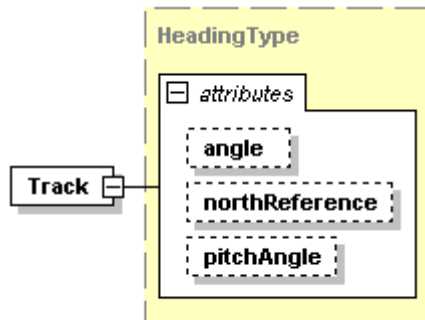 HeadingType
attributes
angle
Track
northReference
pitchAngle